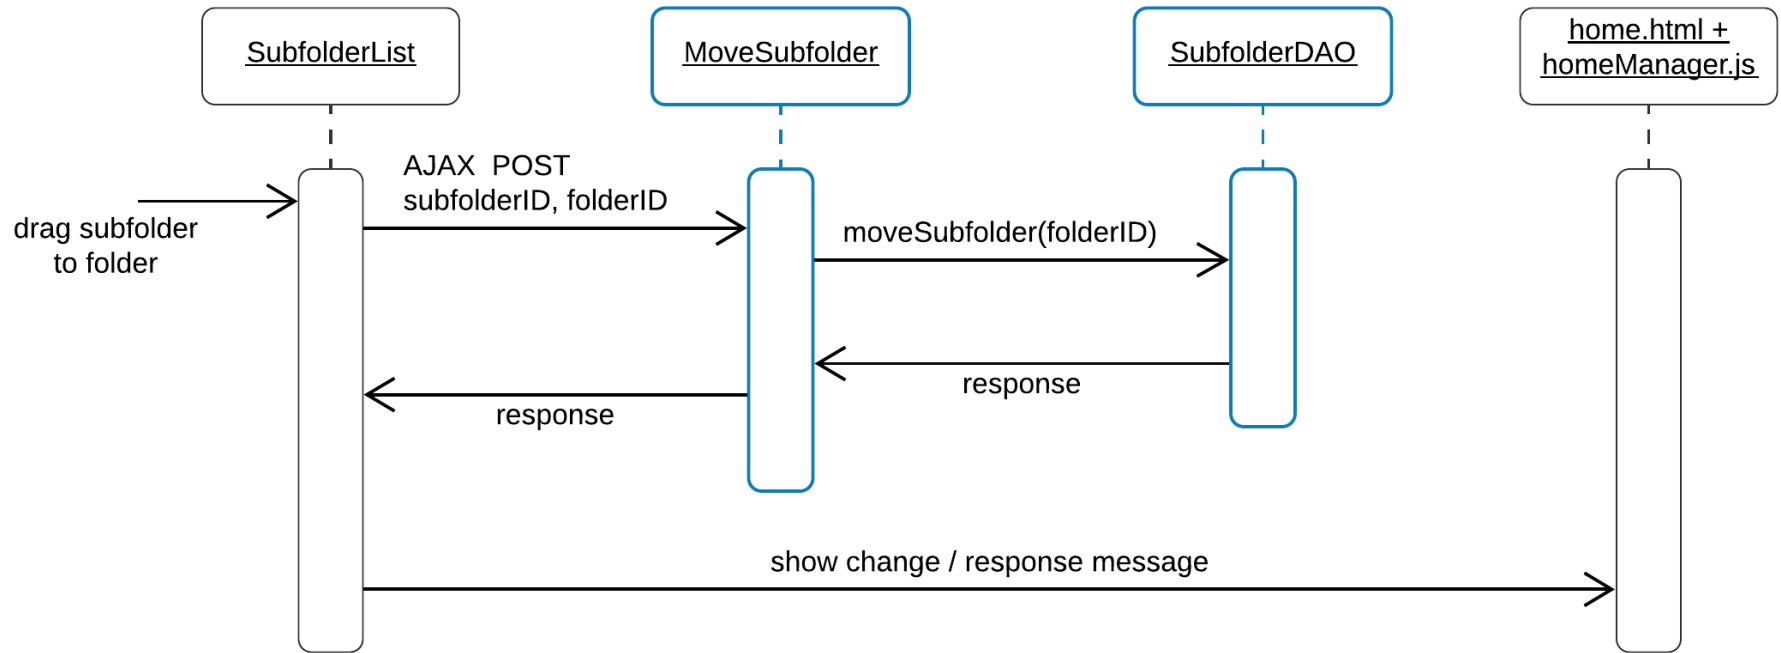 SubfolderList
MoveSubfolder
SubfolderDAO
home.html +
homeManager.js
AJAX  POST
subfolderID, folderID
drag subfolder
to folder
moveSubfolder(folderID)
response
response
show change / response message